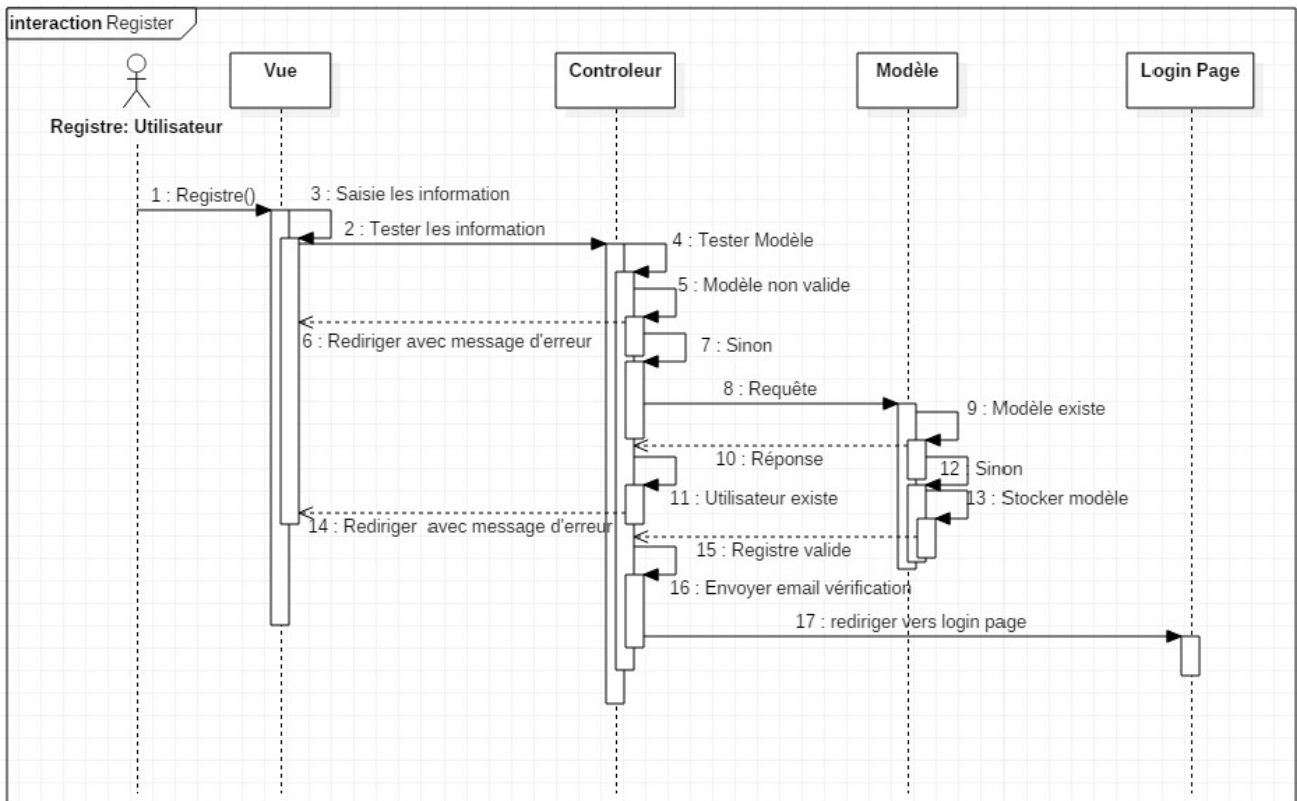 interaction Register
Vue
Controleur
Modèle
Login Page
Registre: Utilisateur
1 : Registre()
3 : Saisie les information
2 : Tester les information
4 : Tester Modèle
5 : Modèle non valide
6 : Rediriger avec message d'erreur
7 : Sinon
8 : Requête
9 : Modèle existe
10 : Réponse
12 : Sinon
11 : Utilisateur existe
13 : Stocker modèle
14 : Rediriger avec message d'erreur
15 : Registre valide
16 : Envoyer email vérification
17 : rediriger vers login page